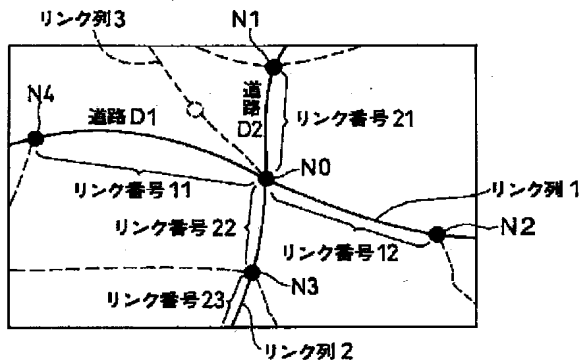 リンク列3
N1
N4
道路D1
道路
D2
リンク番号21
N0
リンク番号11
リンク列1
リンク番号22
N2
リンク番号12
N3
リンク番号23
リンク列2